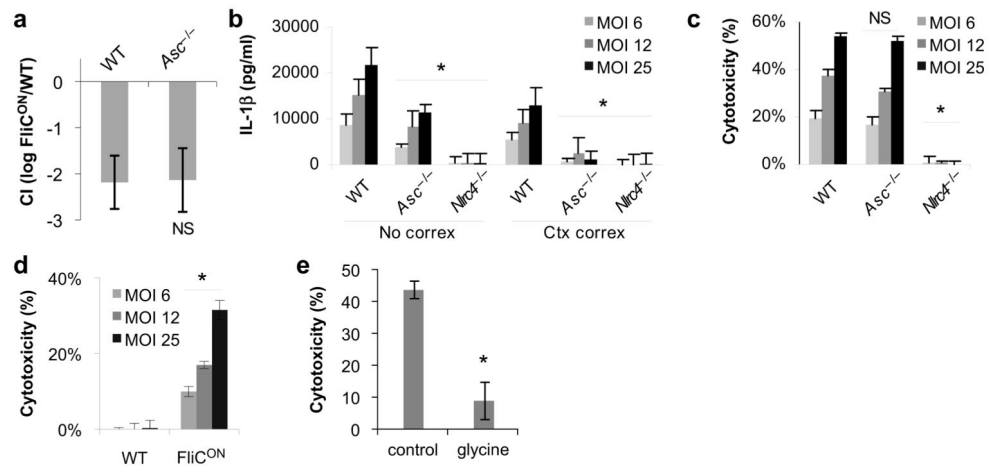 a
WT
Asc⁻/⁻
0
-1
-2
-3
CI (log FliCᴼᴺ/WT)
NS
b
30000
20000
10000
0
IL-1β (pg/ml)
MOI 6
MOI 12
MOI 25
*
*
WT
Asc⁻/⁻
Nlrc4⁻/⁻
WT
Asc⁻/⁻
Nlrc4⁻/⁻
No correx
Ctx correx
c
60%
40%
20%
0%
Cytotoxicity (%)
NS
MOI 6
MOI 12
MOI 25
*
WT
Asc⁻/⁻
Nlrc4⁻/⁻
d
40%
20%
0%
Cytotoxicity (%)
MOI 6
MOI 12
MOI 25
*
WT
FliCᴼᴺ
e
50
40
30
20
10
0
Cytotoxicity (%)
*
control
glycine